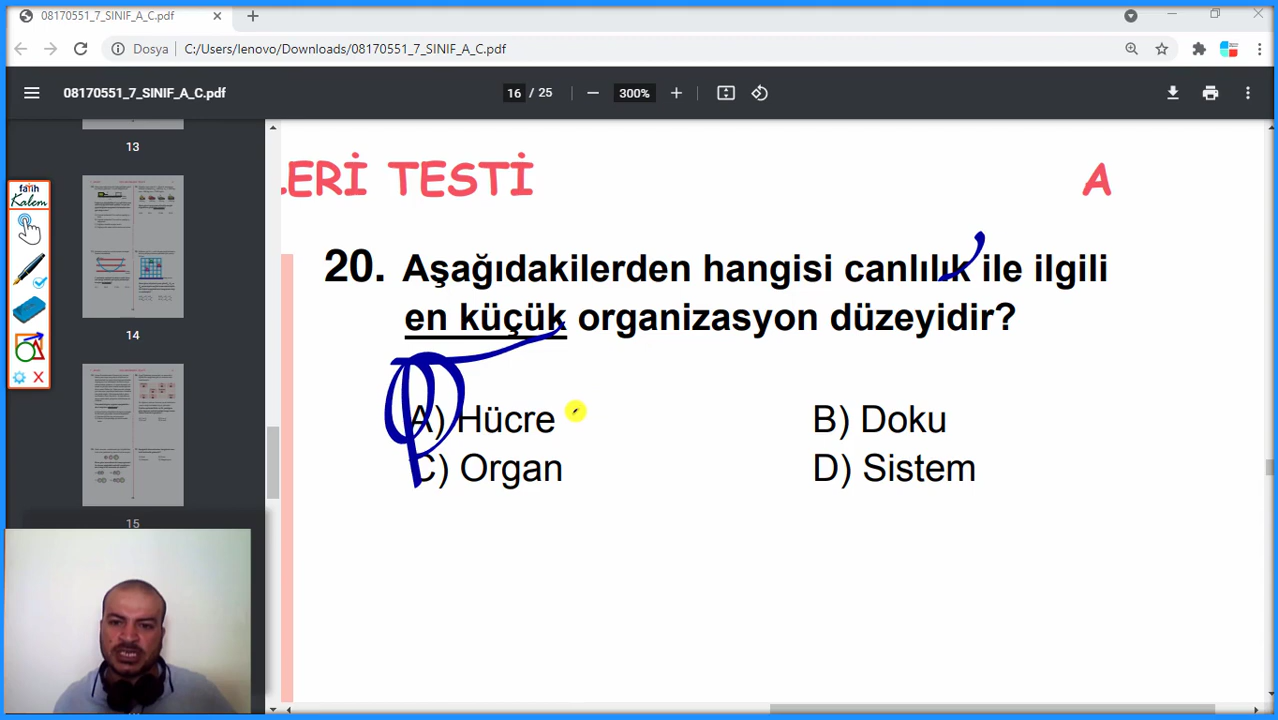 08170551_7_SINIF_A_C.pdf
Dosya C:/Users/lenovo/Downloads/08170551_7_SINIF_A_C.pdf
08170551_7_SINIF_A_C.pdf
16 / 25
300%
13
14
15
fatih
Kalem
LERİ TESTİ
A
20. Aşağıdakilerden hangisi canlılık ile ilgili
en küçük organizasyon düzeyidir?
A) Hücre
B) Doku
C) Organ
D) Sistem